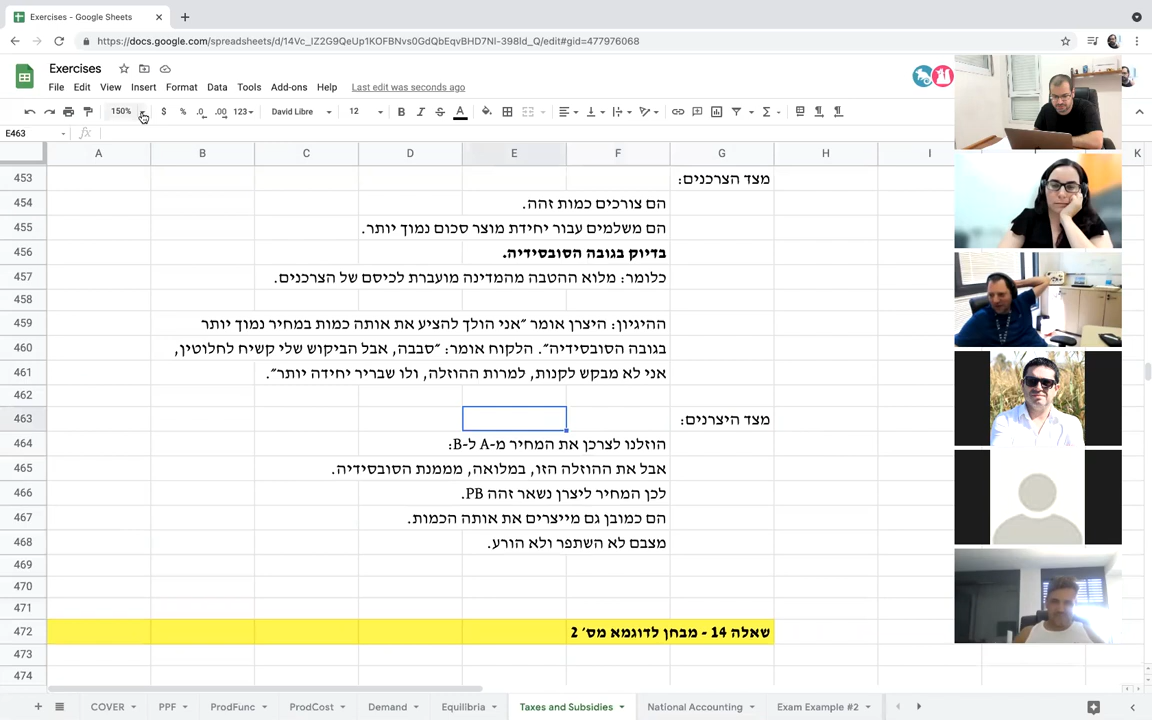 Exercises - Google Sheets
https://docs.google.com/spreadsheets/d/14Vc_IZ2G9QeUp1KOFBNvs0GdQbEqvBHD7Nl-398ld_Q/edit#gid=477976068
Exercises
File Edit View Insert Format Data Tools Add-ons Help Last edit was seconds ago
150% $ % .0 .00 123 David Libre 12 B I S A
E463 fx
A B C D E F G H I K
453 מצד הצרכנים:
454 הם צורכים כמות זהה.
455 הם משלמים עבור יחידת מוצר סכום נמוך יותר.
456 בדיוק בגובה הסובסידיה.
457 כלומר: מלוא ההטבה מהמדינה מועברת לכיסם של הצרכנים.
458
459 ההיגיון: היצרן אומר ״אני הולך להציע את אותה כמות במחיר נמוך יותר
460 בגובה הסובסידיה״. הלקוח אומר: ״סבבה, אבל הביקוש שלי קשיח לחלוטין,
461 אני לא מבקש לקנות, למרות ההוזלה, ולו שבריר יחידה יותר״.
462
463 מצד היצרנים:
464 הוזלנו לצרכן את המחיר מ-A ל-B:
465 אבל את ההוזלה הזו, במלואה, מממנת הסובסידיה.
466 לכן המחיר ליצרן נשאר זהה PB.
467 הם כמובן גם מייצרים את אותה הכמות.
468 מצבם לא השתפר ולא הורע.
469
470
471
472 שאלה 14 - מבחן לדוגמא מס׳ 2
473
474
COVER PPF ProdFunc ProdCost Demand Equilibria Taxes and Subsidies National Accounting Exam Example #2